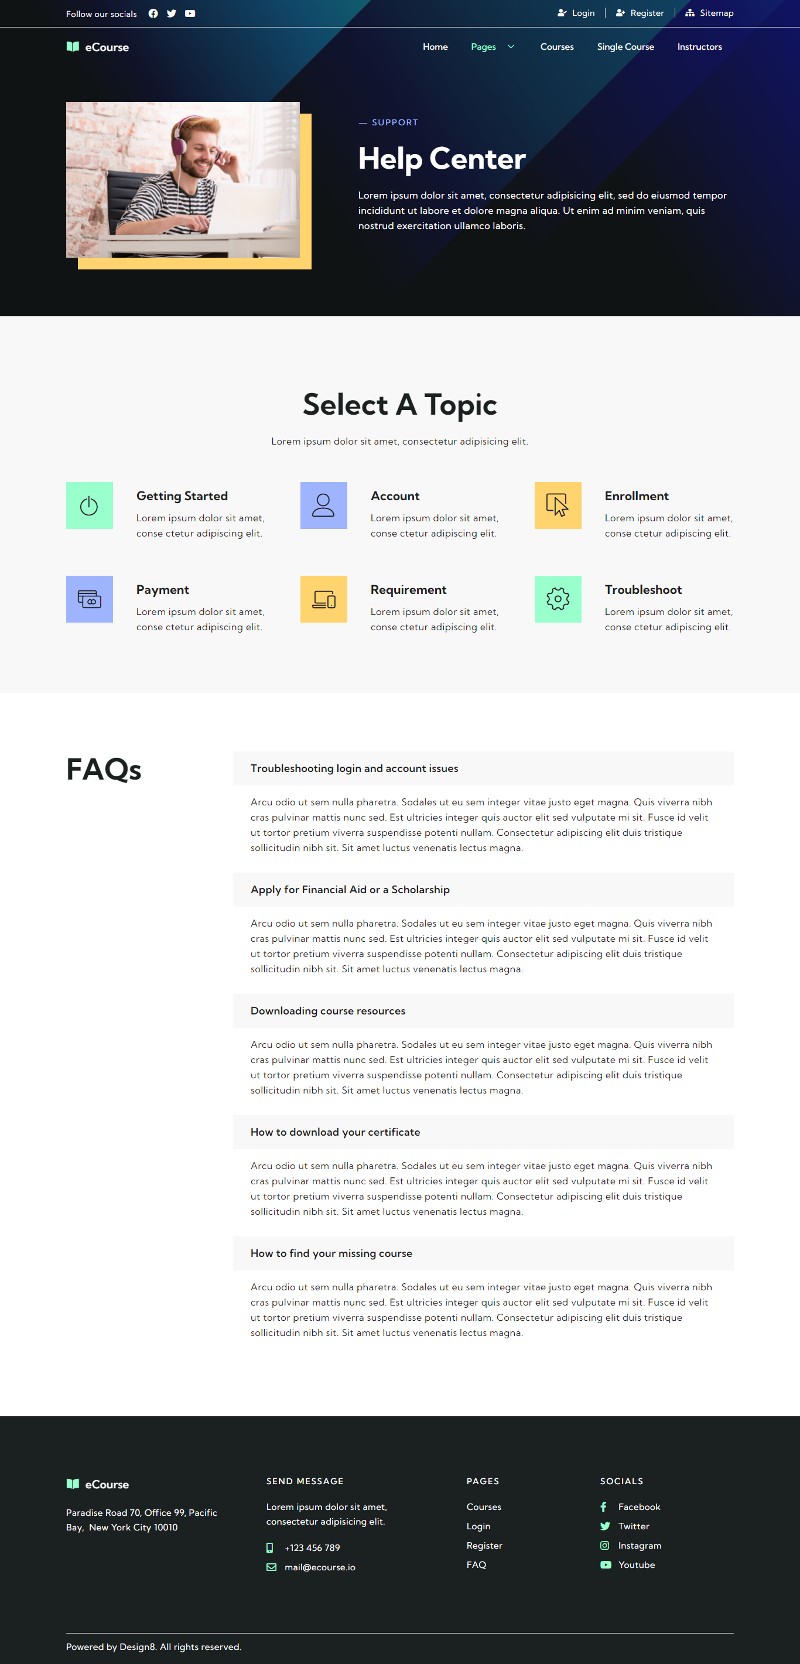 Follow our socials
Login
Register
Sitemap
eCourse
Home
Pages
Courses
Single Course
Instructors
— SUPPORT
Help Center
Lorem ipsum dolor sit amet, consectetur adipisicing elit, sed do eiusmod tempor
incididunt ut labore et dolore magna aliqua. Ut enim ad minim veniam, quis
nostrud exercitation ullamco laboris.
Select A Topic
Lorem ipsum dolor sit amet, consectetur adipisicing elit.
Getting Started
Lorem ipsum dolor sit amet,
conse ctetur adipiscing elit.
Account
Lorem ipsum dolor sit amet,
conse ctetur adipiscing elit.
Enrollment
Lorem ipsum dolor sit amet,
conse ctetur adipiscing elit.
Payment
Lorem ipsum dolor sit amet,
conse ctetur adipiscing elit.
Requirement
Lorem ipsum dolor sit amet,
conse ctetur adipiscing elit.
Troubleshoot
Lorem ipsum dolor sit amet,
conse ctetur adipiscing elit.
FAQs
Troubleshooting login and account issues
Arcu odio ut sem nulla pharetra. Sodales ut eu sem integer vitae justo eget magna. Quis viverra nibh
cras pulvinar mattis nunc sed. Est ultricies integer quis auctor elit sed vulputate mi sit. Fusce id velit
ut tortor pretium viverra suspendisse potenti nullam. Consectetur adipiscing elit duis tristique
sollicitudin nibh sit. Sit amet luctus venenatis lectus magna.
Apply for Financial Aid or a Scholarship
Arcu odio ut sem nulla pharetra. Sodales ut eu sem integer vitae justo eget magna. Quis viverra nibh
cras pulvinar mattis nunc sed. Est ultricies integer quis auctor elit sed vulputate mi sit. Fusce id velit
ut tortor pretium viverra suspendisse potenti nullam. Consectetur adipiscing elit duis tristique
sollicitudin nibh sit. Sit amet luctus venenatis lectus magna.
Downloading course resources
Arcu odio ut sem nulla pharetra. Sodales ut eu sem integer vitae justo eget magna. Quis viverra nibh
cras pulvinar mattis nunc sed. Est ultricies integer quis auctor elit sed vulputate mi sit. Fusce id velit
ut tortor pretium viverra suspendisse potenti nullam. Consectetur adipiscing elit duis tristique
sollicitudin nibh sit. Sit amet luctus venenatis lectus magna.
How to download your certificate
Arcu odio ut sem nulla pharetra. Sodales ut eu sem integer vitae justo eget magna. Quis viverra nibh
cras pulvinar mattis nunc sed. Est ultricies integer quis auctor elit sed vulputate mi sit. Fusce id velit
ut tortor pretium viverra suspendisse potenti nullam. Consectetur adipiscing elit duis tristique
sollicitudin nibh sit. Sit amet luctus venenatis lectus magna.
How to find your missing course
Arcu odio ut sem nulla pharetra. Sodales ut eu sem integer vitae justo eget magna. Quis viverra nibh
cras pulvinar mattis nunc sed. Est ultricies integer quis auctor elit sed vulputate mi sit. Fusce id velit
ut tortor pretium viverra suspendisse potenti nullam. Consectetur adipiscing elit duis tristique
sollicitudin nibh sit. Sit amet luctus venenatis lectus magna.
eCourse
Paradise Road 70, Office 99, Pacific
Bay, New York City 10010
SEND MESSAGE
Lorem ipsum dolor sit amet,
consectetur adipisicing elit.
+123 456 789
mail@ecourse.io
PAGES
Courses
Login
Register
FAQ
SOCIALS
Facebook
Twitter
Instagram
Youtube
Powered by Design8. All rights reserved.